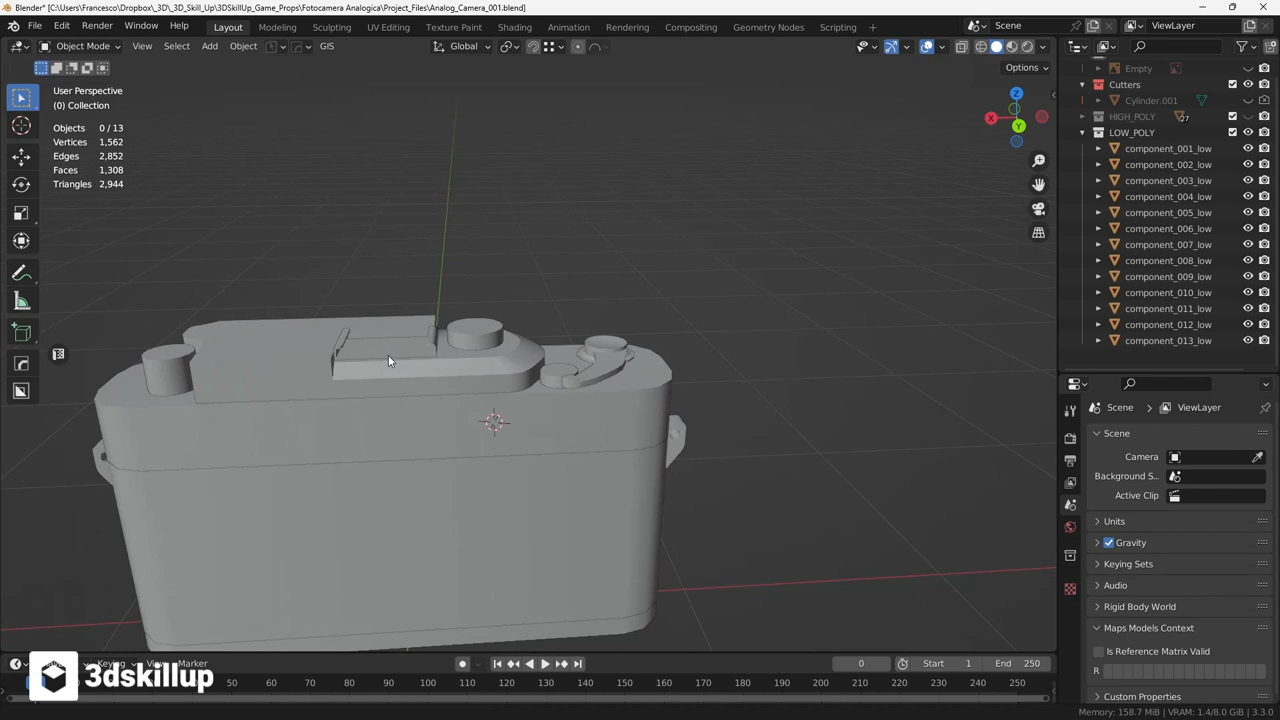 Blender* [C:\Users\Francesco\Dropbox\_3D\_3D_Skill_Up\3DSkillUp_Game_Props\Fotocamera Analogica\Project_Files\Analog_Camera_001.blend]
File Edit Render Window Help Layout Modeling Sculpting UV Editing Texture Paint Shading Animation Rendering Compositing Geometry Nodes Scripting + Scene ViewLayer
Object Mode View Select Add Object GIS Global
Options
User Perspective
(0) Collection
Objects 0 / 13
Vertices 1,562
Edges 2,852
Faces 1,308
Triangles 2,944
Z
X
Y
Empty
Cutters
Cylinder.001
HIGH_POLY 27
LOW_POLY
component_001_low
component_002_low
component_003_low
component_004_low
component_005_low
component_006_low
component_007_low
component_008_low
component_009_low
component_010_low
component_011_low
component_012_low
component_013_low
Scene ViewLayer
Scene
Camera
Background S...
Active Clip
Units
Gravity
Keying Sets
Audio
Rigid Body World
Maps Models Context
Is Reference Matrix Valid
R
Custom Properties
View Marker
0 Start 1 End 250
50 60 70 80 90 100 110 120 130 140 150 160 170 180 190 200 210 220 230 240 250
3dskillup
Memory: 158.7 MiB | VRAM: 1.4/8.0 GiB | 3.3.0